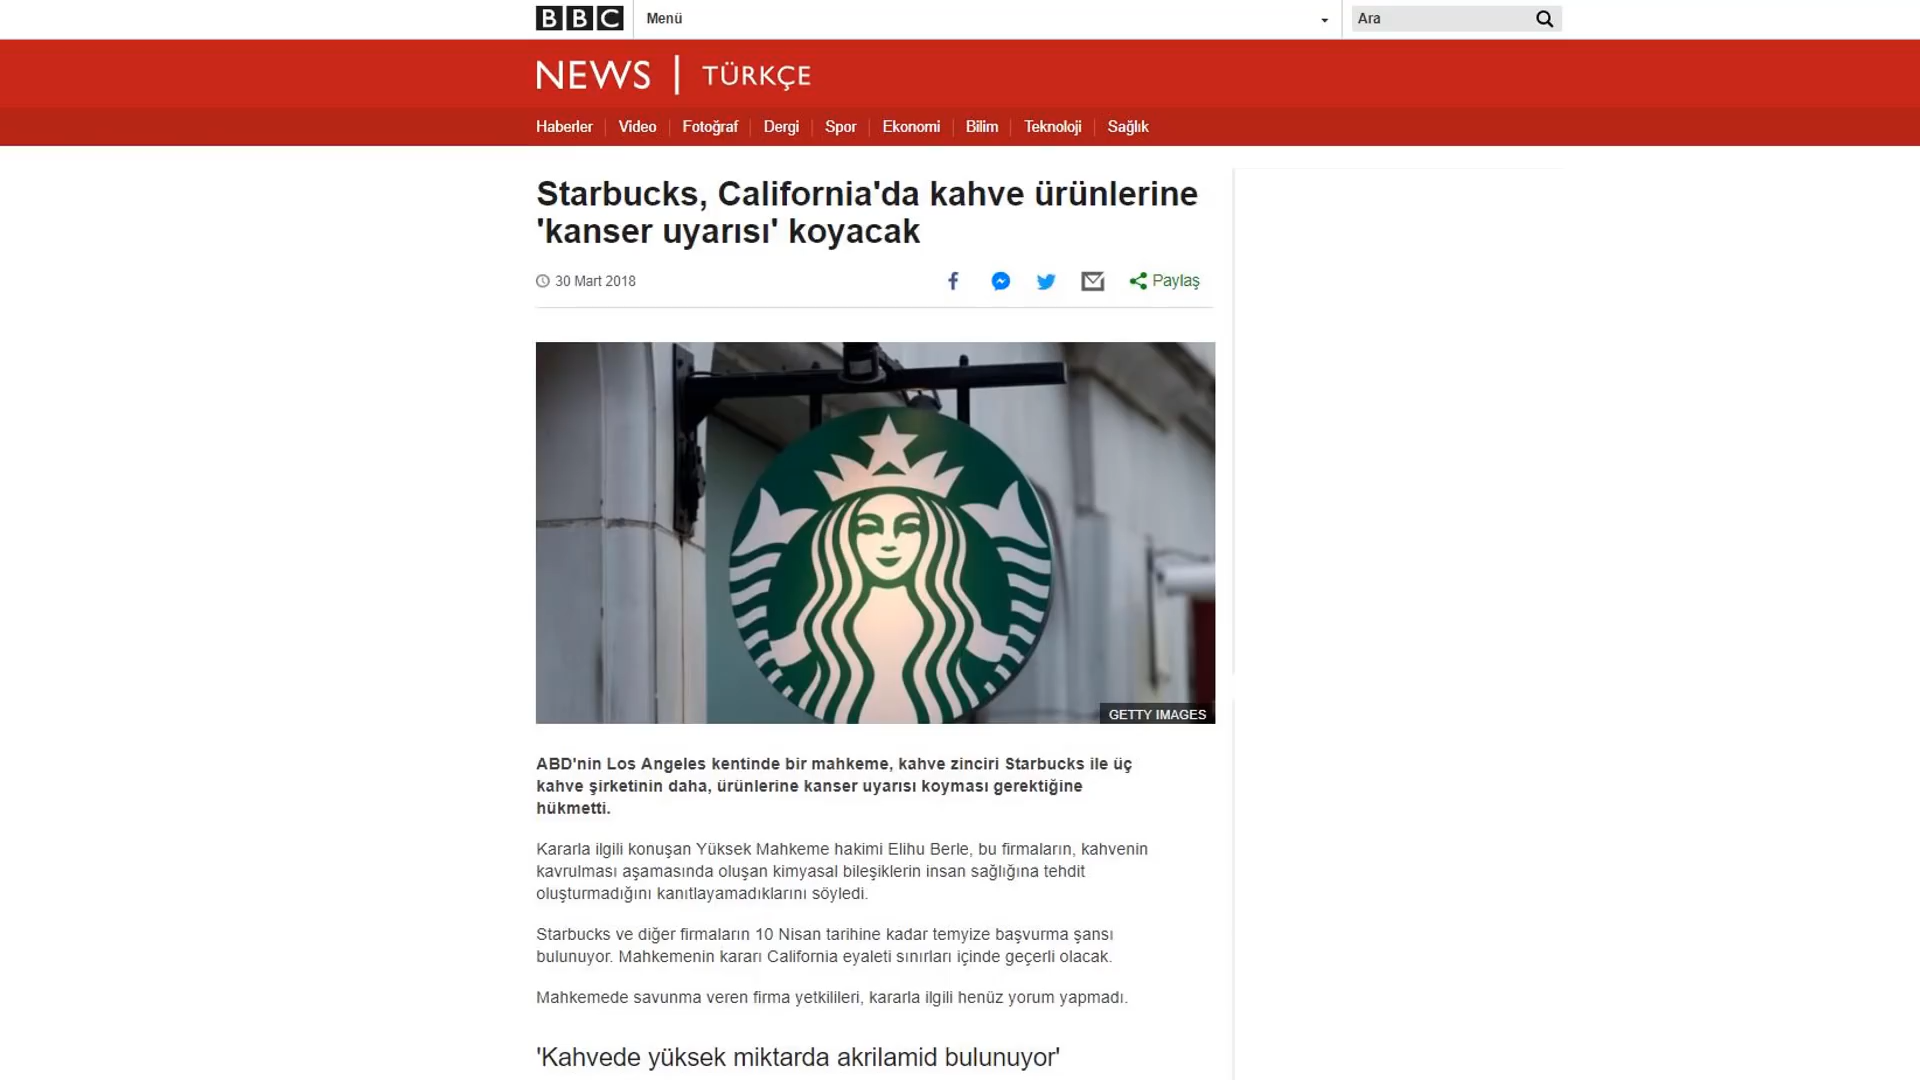 BBC
Menü
Ara
NEWS | TÜRKÇE
Haberler Video Fotoğraf Dergi Spor Ekonomi Bilim Teknoloji Sağlık
Starbucks, California'da kahve ürünlerine
'kanser uyarısı' koyacak
30 Mart 2018
Paylaş
GETTY IMAGES
ABD'nin Los Angeles kentinde bir mahkeme, kahve zinciri Starbucks ile üç
kahve şirketinin daha, ürünlerine kanser uyarısı koyması gerektiğine
hükmetti.
Kararla ilgili konuşan Yüksek Mahkeme hakimi Elihu Berle, bu firmaların, kahvenin
kavrulması aşamasında oluşan kimyasal bileşiklerin insan sağlığına tehdit
oluşturmadığını kanıtlayamadıklarını söyledi.
Starbucks ve diğer firmaların 10 Nisan tarihine kadar temyize başvurma şansı
bulunuyor. Mahkemenin kararı California eyaleti sınırları içinde geçerli olacak.
Mahkemede savunma veren firma yetkilileri, kararla ilgili henüz yorum yapmadı.
'Kahvede yüksek miktarda akrilamid bulunuyor'